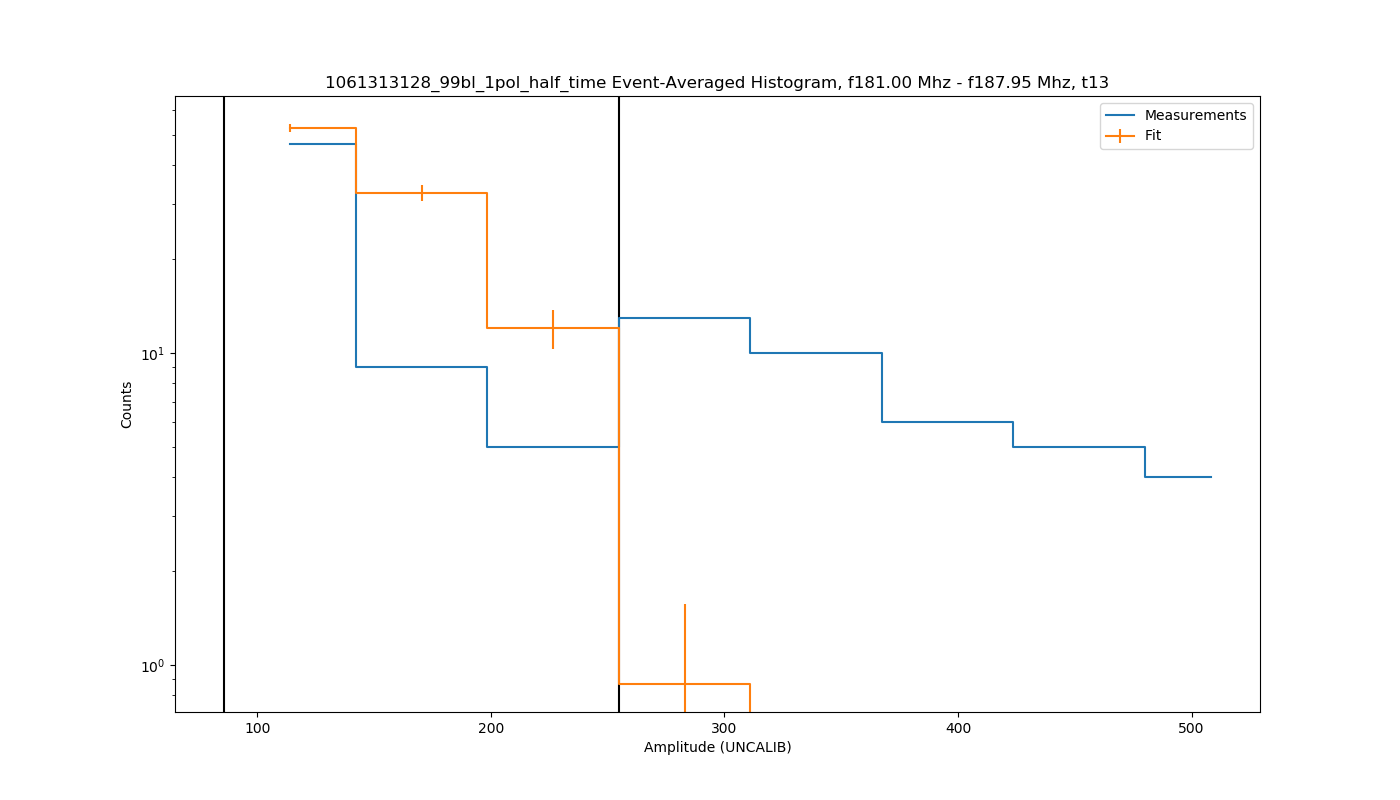 1061313128_99bl_1pol_half_time Event-Averaged Histogram, f181.00 Mhz - f187.95 Mhz, t13
Measurements
Fit
10¹
10⁰
Counts
100 200 300 400 500
Amplitude (UNCALIB)